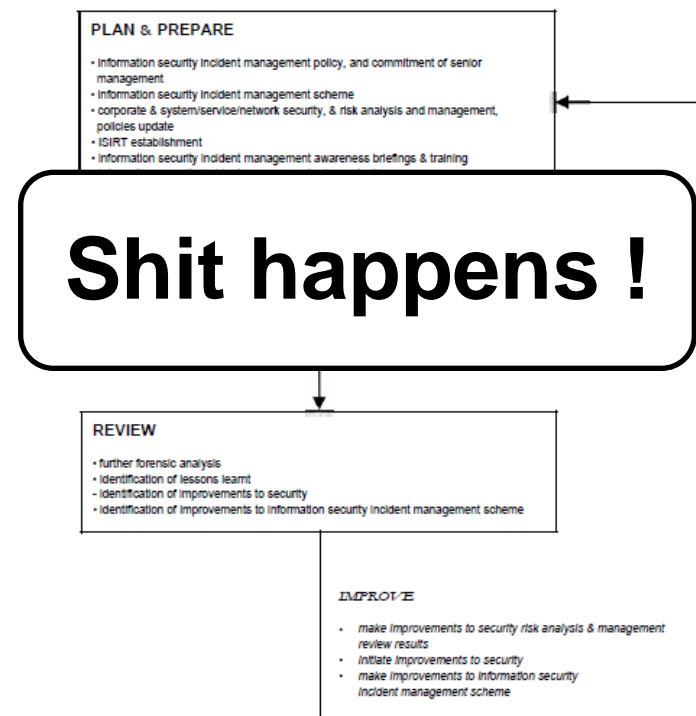 PLAN & PREPARE
• Information security incident management policy, and commitment of senior
management
• Information security incident management scheme
• corporate & system/service/network security, & risk analysis and management,
policies update
• ISIRT establishment
• Information security incident management awareness briefings & training
Shit happens !
REVIEW
• further forensic analysis
• identification of lessons learnt
- identification of improvements to security
• identification of improvements to information security incident management scheme
IMPROVE
• make improvements to security risk analysis & management
review results
• initiate improvements to security
• make improvements to information security
incident management scheme